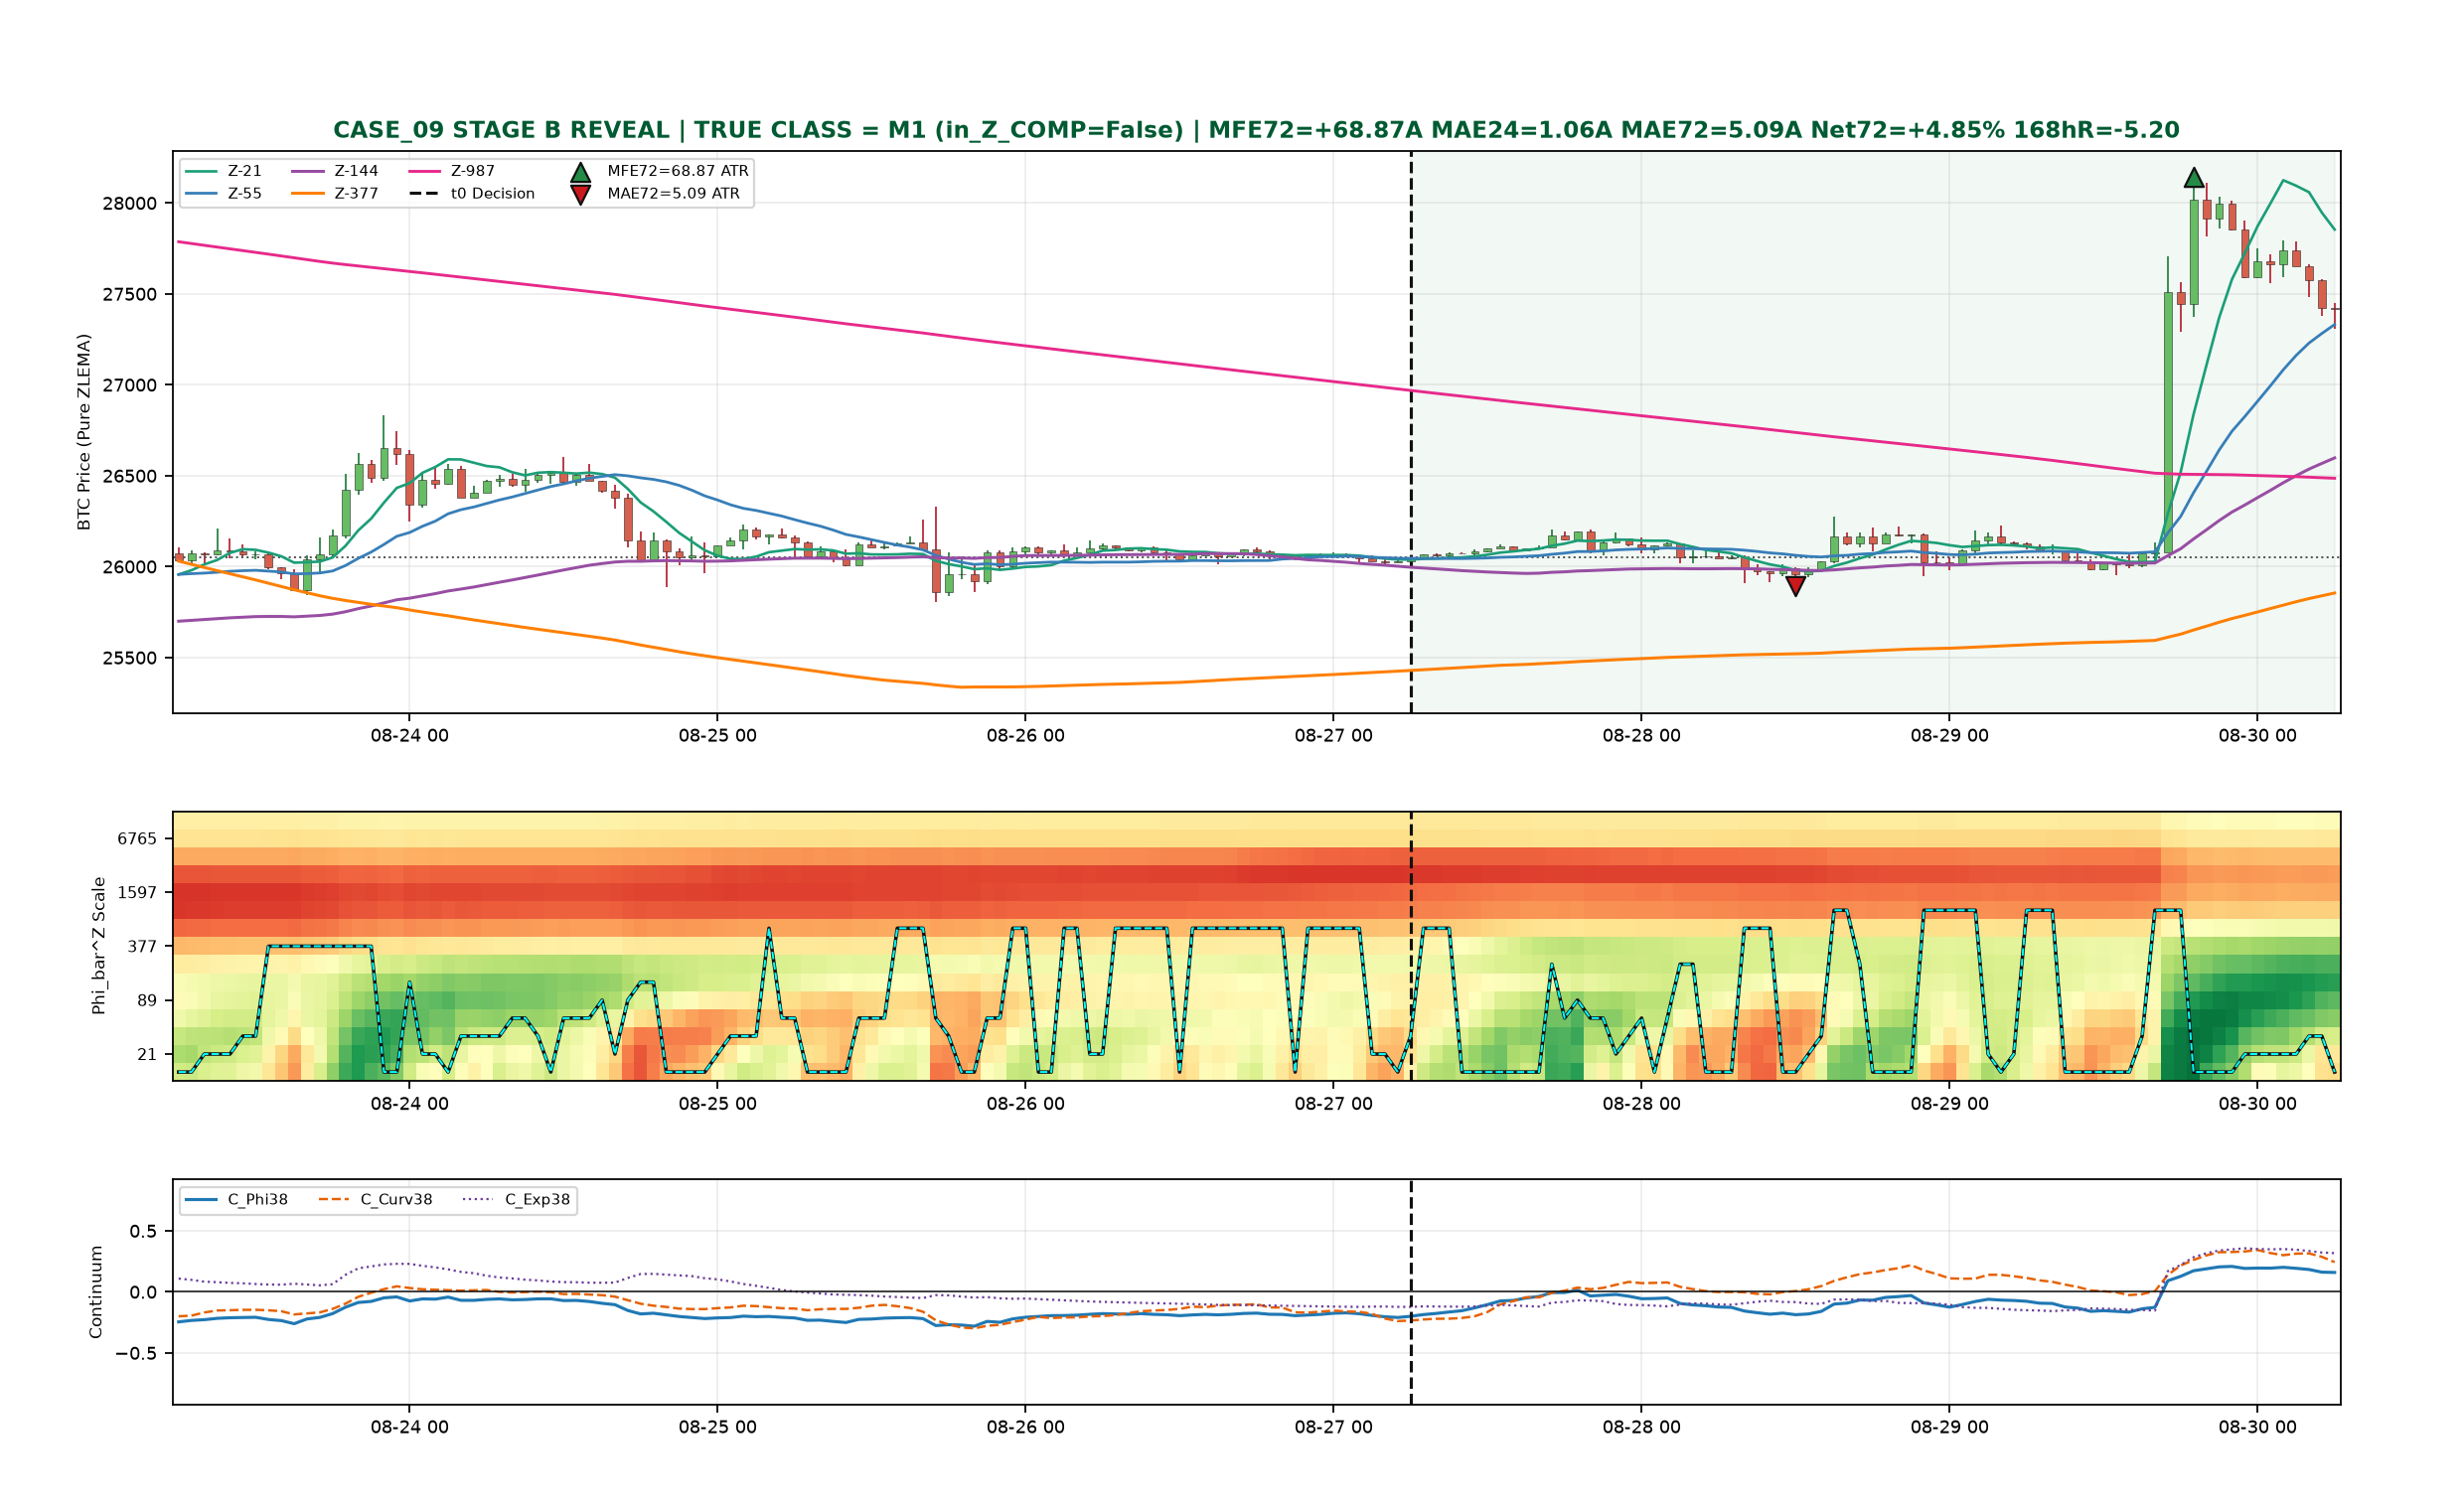 CASE_09 STAGE B REVEAL | TRUE CLASS = M1 (in_Z_COMP=False) | MFE72=+68.87A MAE24=1.06A MAE72=5.09A Net72=+4.85% 168hR=-5.20
Z-21 Z-144 Z-987 MFE72=68.87 ATR
Z-55 Z-377 t0 Decision MAE72=5.09 ATR
BTC Price (Pure ZLEMA)
28000
27500
27000
26500
26000
25500
08-24 00 08-25 00 08-26 00 08-27 00 08-28 00 08-29 00 08-30 00
Phi_bar^Z Scale
6765
1597
377
89
21
08-24 00 08-25 00 08-26 00 08-27 00 08-28 00 08-29 00 08-30 00
C_Phi38 C_Curv38 C_Exp38
Continuum
0.5
0.0
−0.5
08-24 00 08-25 00 08-26 00 08-27 00 08-28 00 08-29 00 08-30 00